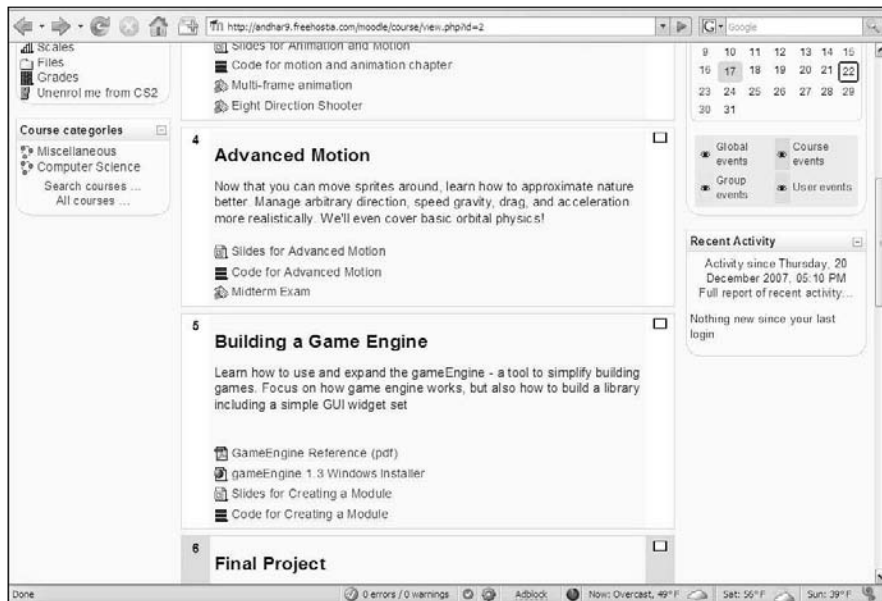 http://andhar9.freehostia.com/moodle/course/view.php?id=2
Google
Scales
Files
Grades
Unenrol me from CS2
Course categories
Miscellaneous
Computer Science
Search courses ...
All courses ...
Slides for Animation and Motion
Code for motion and animation chapter
Multi-frame animation
Eight Direction Shooter
4
Advanced Motion
Now that you can move sprites around, learn how to approximate nature
better. Manage arbitrary direction, speed gravity, drag, and acceleration
more realistically. We'll even cover basic orbital physics!
Slides for Advanced Motion
Code for Advanced Motion
Midterm Exam
5
Building a Game Engine
Learn how to use and expand the gameEngine - a tool to simplify building
games. Focus on how game engine works, but also how to build a library
including a simple GUI widget set
GameEngine Reference (pdf)
gameEngine 1.3 Windows Installer
Slides for Creating a Module
Code for Creating a Module
6
Final Project
9 10 11 12 13 14 15
16 17 18 19 20 21 22
23 24 25 26 27 28 29
30 31
Global events
Course events
Group events
User events
Recent Activity
Activity since Thursday, 20
December 2007, 05:10 PM
Full report of recent activity...
Nothing new since your last
login
Done
0 errors / 0 warnings
Adblock
Now: Overcast, 49° F
Sat: 56° F
Sun: 39° F